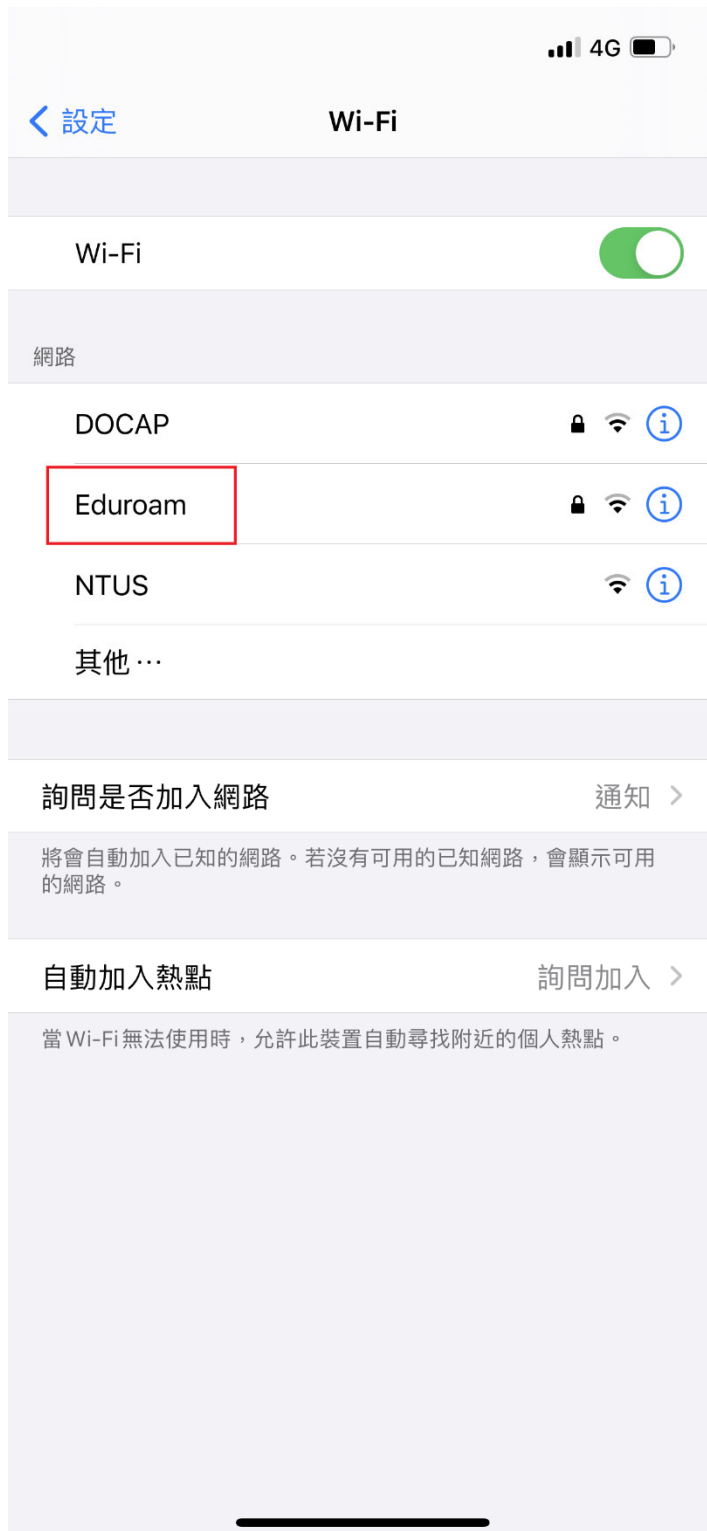 4G
設定
Wi-Fi
Wi-Fi
網路
DOCAP
Eduroam
NTUS
其他…
詢問是否加入網路 通知
將會自動加入已知的網路。若沒有可用的已知網路，會顯示可用
的網路。
自動加入熱點 詢問加入
當 Wi-Fi 無法使用時，允許此裝置自動尋找附近的個人熱點。